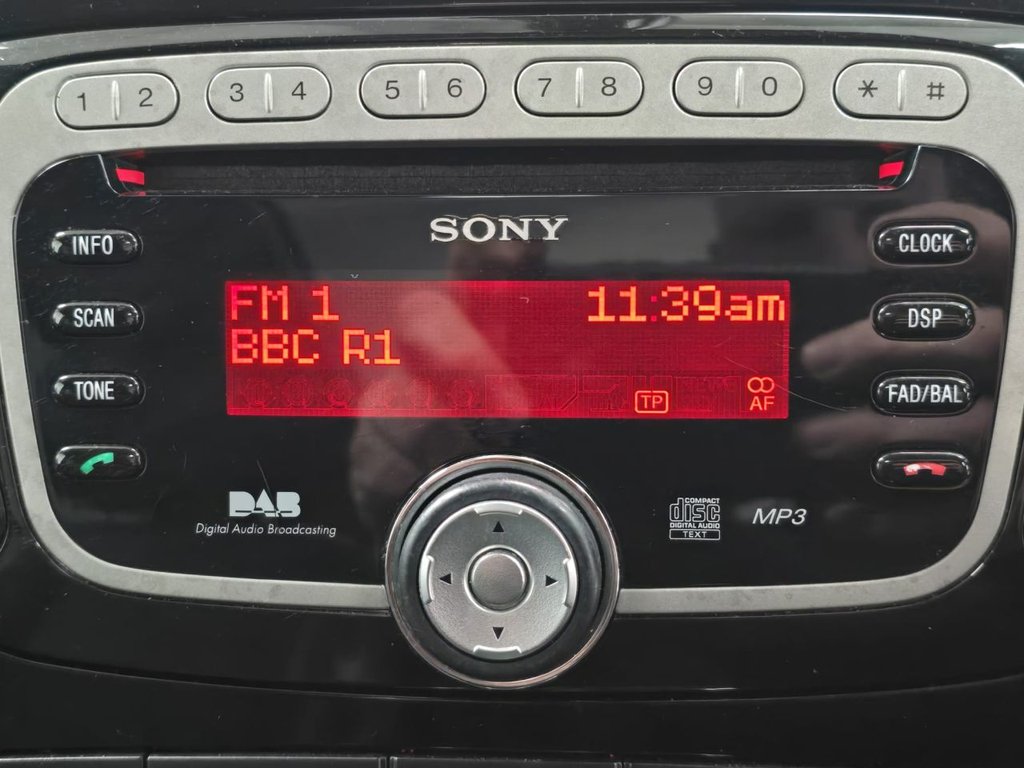 1 2 3 4 5 6 7 8 9 0 * #
SONY
INFO
CLOCK
FM 1 11:39am
SCAN
DSP
BBC R1
TONE
TP
AF
FAD/BAL
DAB
Digital Audio Broadcasting
COMPACT
disc
DIGITAL AUDIO
TEXT
MP3